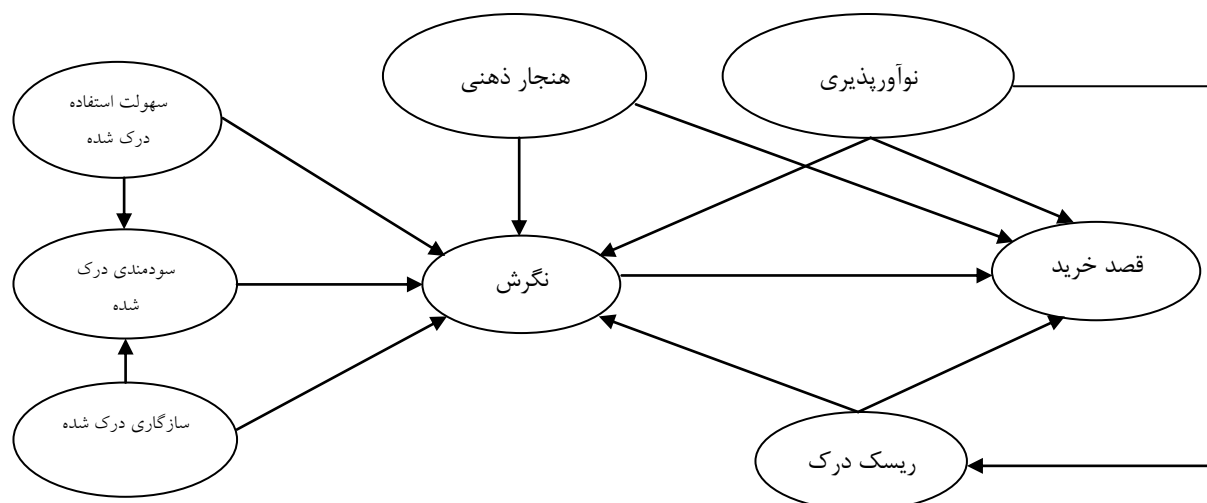 هنجار ذهنی
نوآورپذیری
سهولت استفاده
درک شده
سودمندی درک
شده
نگرش
قصد خرید
سازگاری درک شده
ریسک درک